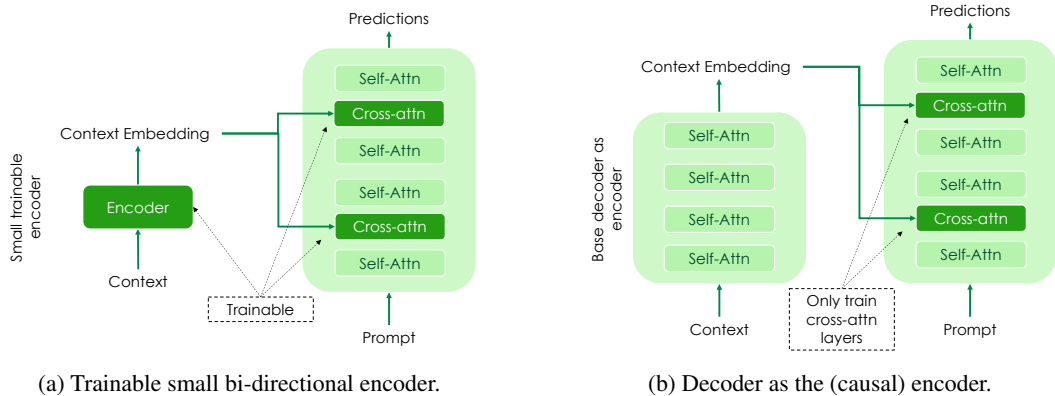 Predictions
Self-Attn
Cross-attn
Self-Attn
Self-Attn
Cross-attn
Self-Attn
Context Embedding
Encoder
Context
Small trainable
encoder
Trainable
Prompt
(a) Trainable small bi-directional encoder.
Predictions
Self-Attn
Cross-attn
Self-Attn
Self-Attn
Cross-attn
Self-Attn
Context Embedding
Self-Attn
Self-Attn
Self-Attn
Self-Attn
Base decoder as
encoder
Context
Only train
cross-attn
layers
Prompt
(b) Decoder as the (causal) encoder.